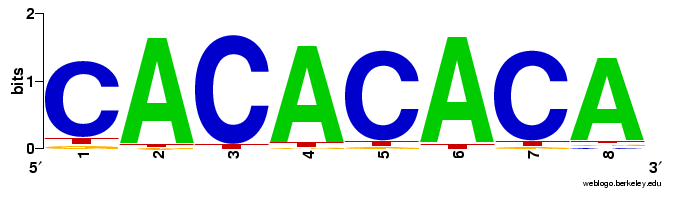 2
bits
1
0
CACACACA
1 2 3 4 5 6 7 8
5′ 3′
weblogo.berkeley.edu